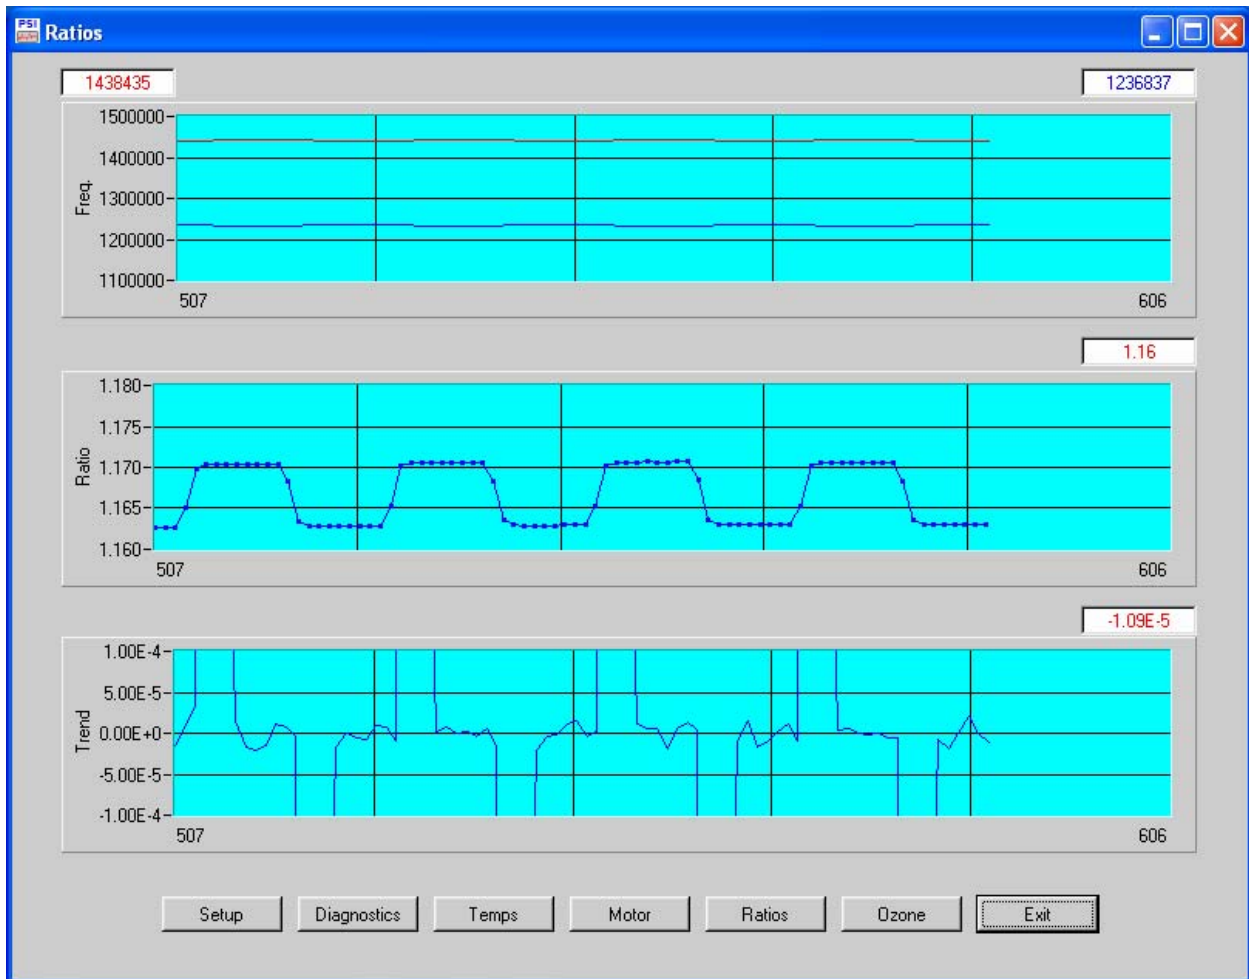 PSI
Ratios
1438435
1236837
1500000
1400000
1300000
1200000
1100000
Freq.
507
606
1.16
1.180
1.175
1.170
1.165
1.160
Ratio
507
606
-1.09E-5
1.00E-4
5.00E-5
0.00E+0
-5.00E-5
-1.00E-4
Trend
507
606
Setup
Diagnostics
Temps
Motor
Ratios
Ozone
Exit